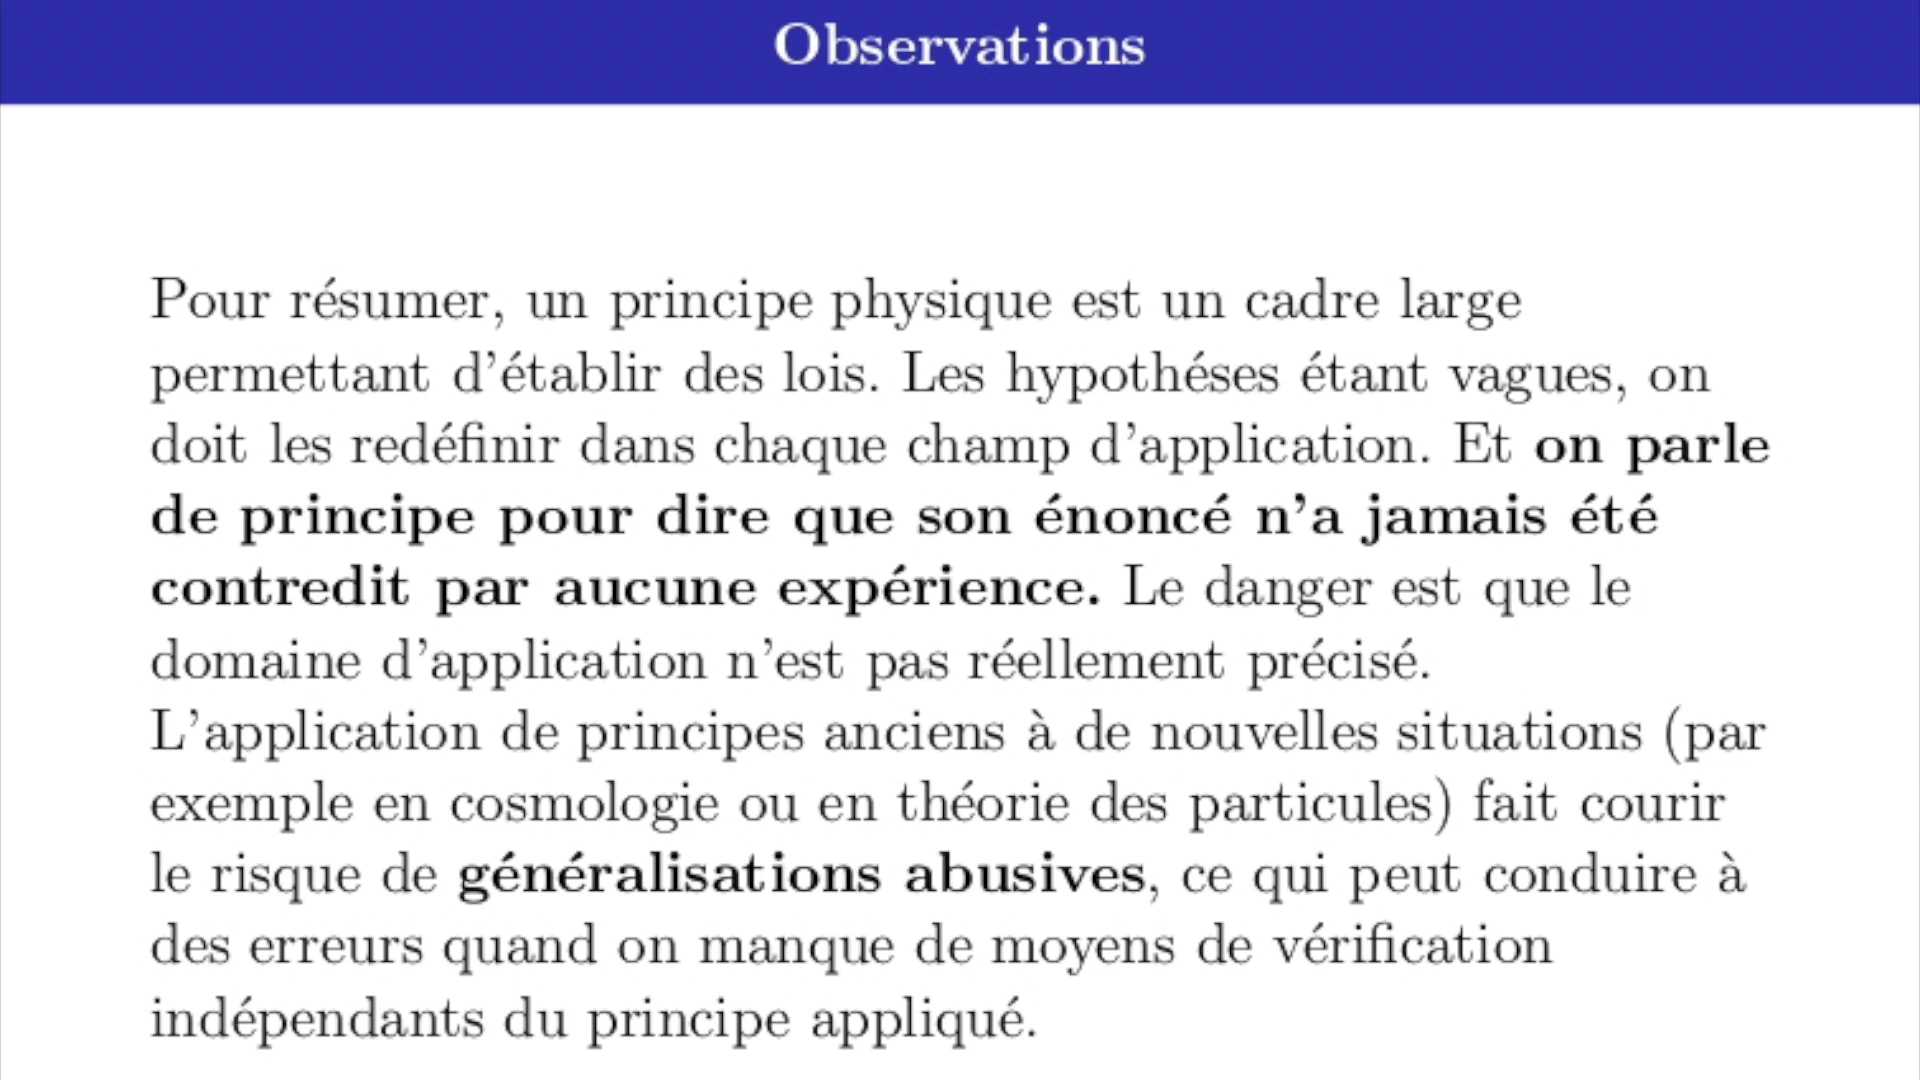 Observations
Pour résumer, un principe physique est un cadre large
permettant d'établir des lois. Les hypothéses étant vagues, on
doit les redéfinir dans chaque champ d'application. Et on parle
de principe pour dire que son énoncé n'a jamais été
contredit par aucune expérience. Le danger est que le
domaine d'application n'est pas réellement précisé.
L'application de principes anciens à de nouvelles situations (par
exemple en cosmologie ou en théorie des particules) fait courir
le risque de généralisations abusives, ce qui peut conduire à
des erreurs quand on manque de moyens de vérification
indépendants du principe appliqué.